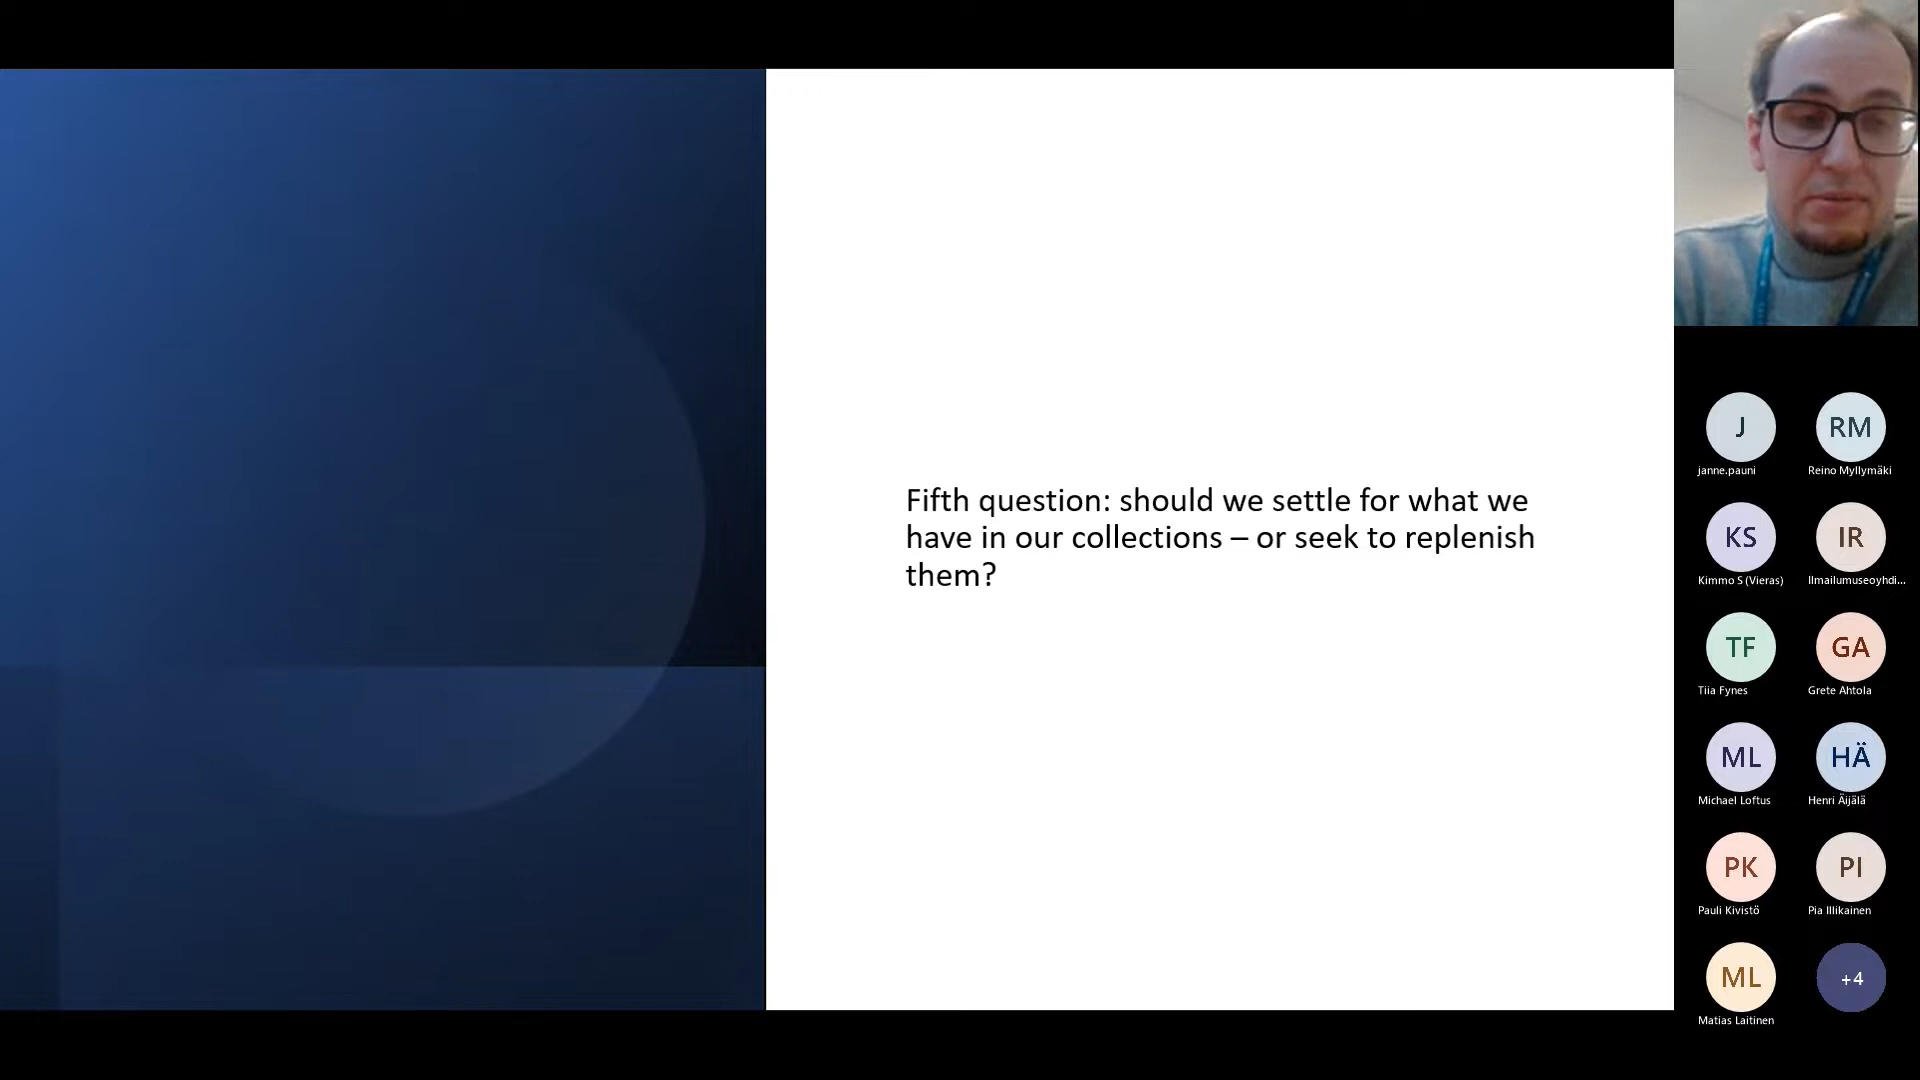 Fifth question: should we settle for what we
have in our collections – or seek to replenish
them?
J
janne.pauni
RM
Reino Myllymäki
KS
Kimmo S (Vieras)
IR
Ilmailumuseoyhdi...
TF
Tiia Fynes
GA
Grete Ahtola
ML
Michael Loftus
HÄ
Henri Äijälä
PK
Pauli Kivistö
PI
Pia Illikainen
ML
Matias Laitinen
+4